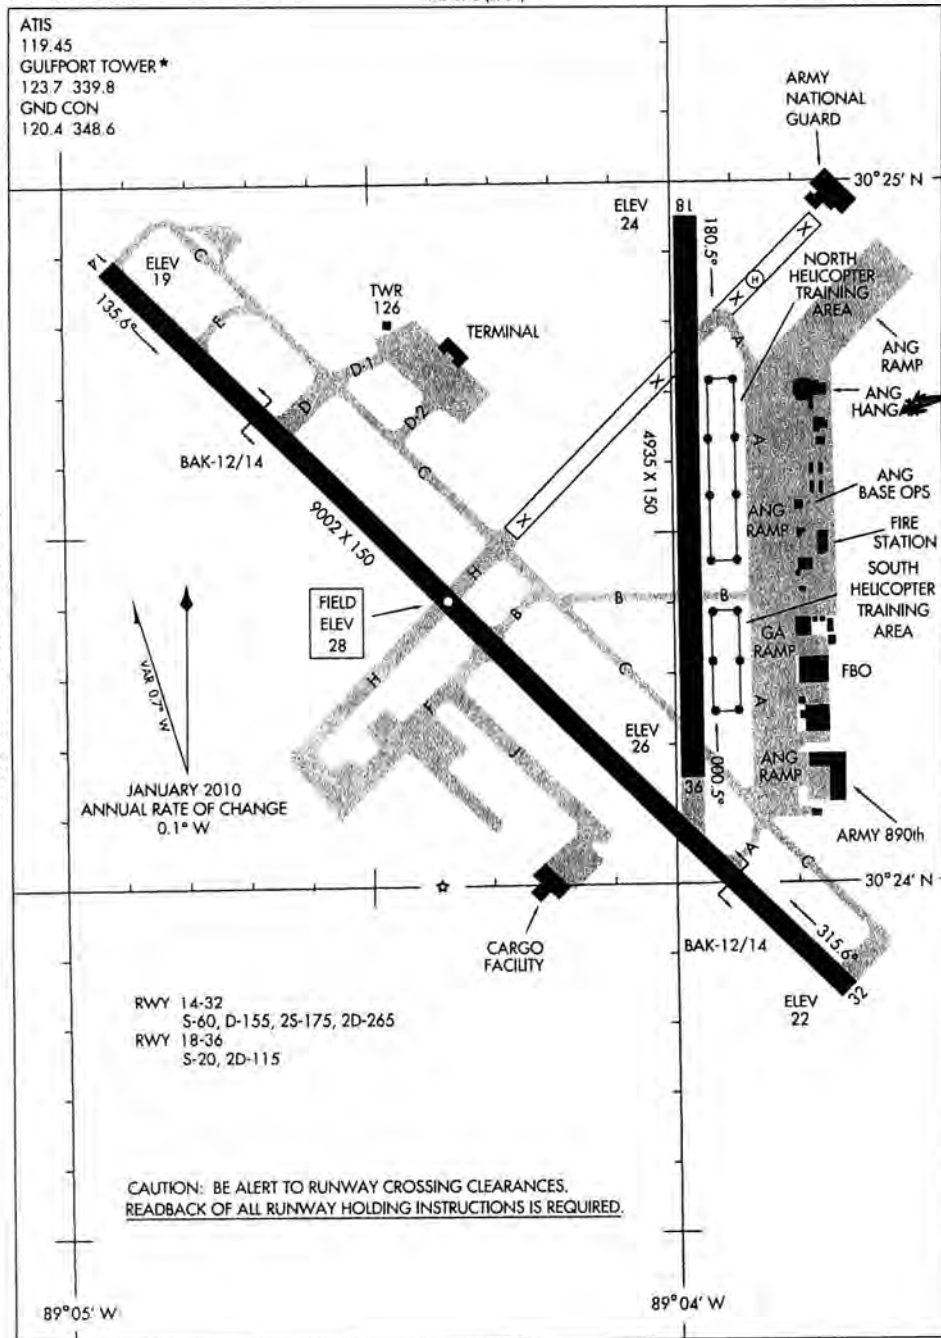 ATIS
119.45
GULFPORT TOWER★
123.7 339.8
GND CON
120.4 348.6
ARMY
NATIONAL
GUARD
30°25' N
ELEV
24
18
180.5°
X
H
X
NORTH
HELICOPTER
TRAINING
AREA
14
ELEV
19
C
135.6°
E
TWR
126
TERMINAL
D-1
D
D-2
C
A
X
ANG
RAMP
ANG
HANGA
BAK-12/14
4935 X 150
A
ANG
RAMP
ANG
BASE OPS
FIRE
STATION
X
9002 X 150
H
SOUTH
HELICOPTER
TRAINING
AREA
FIELD
ELEV
28
B
B
B
GA
RAMP
FBO
H
C
VAR 0.7° W
F
J
ELEV
26
A
000.5°
ANG
RAMP
36
JANUARY 2010
ANNUAL RATE OF CHANGE
0.1° W
ARMY 890th
A
C
30°24' N
CARGO
FACILITY
BAK-12/14
315.6°
32
ELEV
22
RWY 14-32
S-60, D-155, 2S-175, 2D-265
RWY 18-36
S-20, 2D-115
CAUTION: BE ALERT TO RUNWAY CROSSING CLEARANCES.
READBACK OF ALL RUNWAY HOLDING INSTRUCTIONS IS REQUIRED.
89°05' W
89°04' W